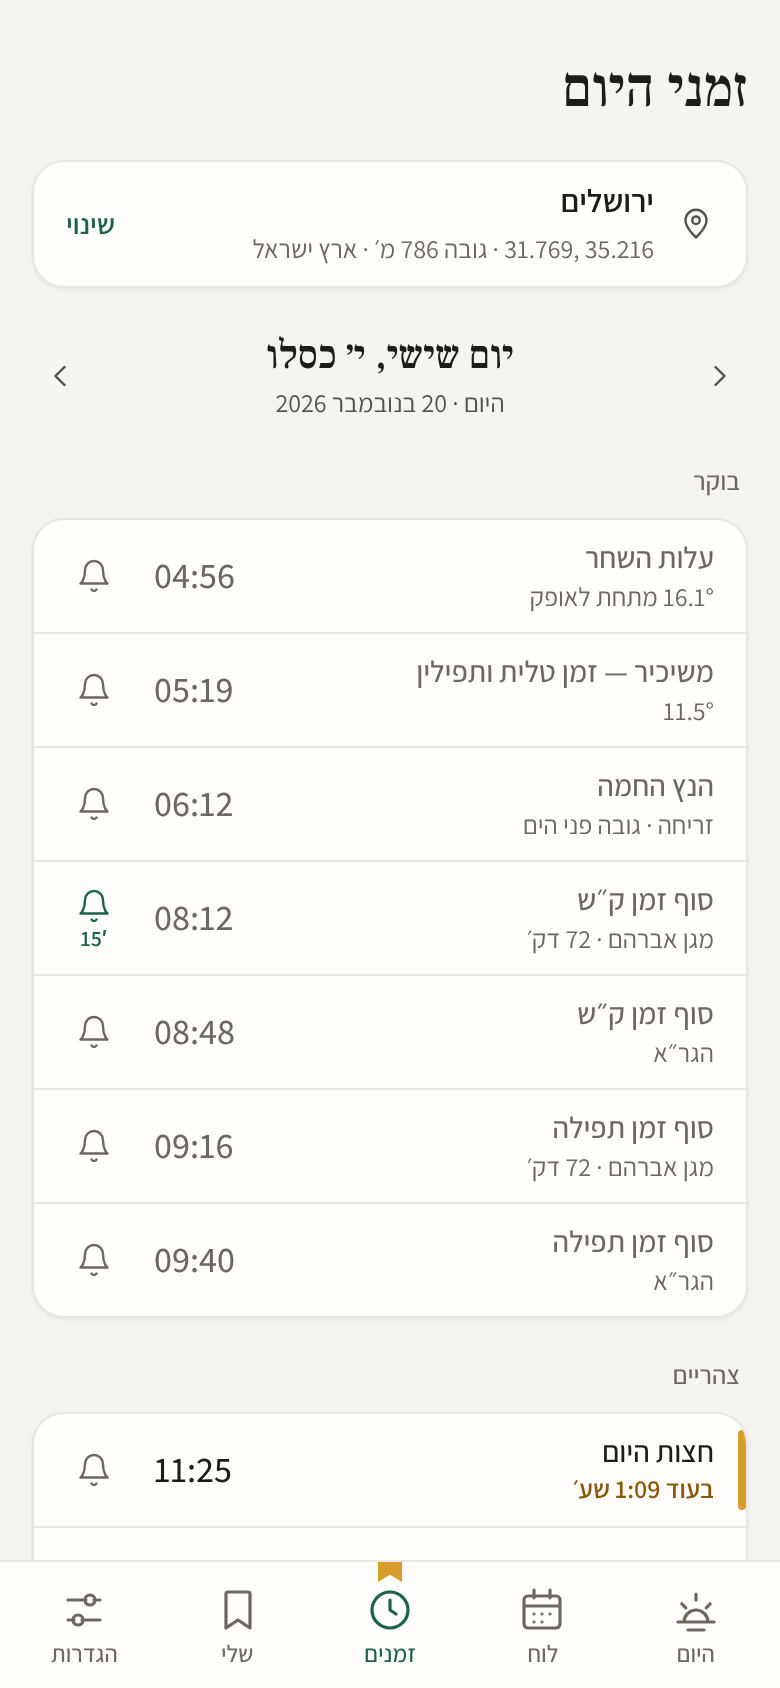 זמני היום
ירושלים
31.769, 35.216 · גובה 786 מ׳ · ארץ ישראל
שינוי
יום שישי, י׳ כסלו
היום · 20 בנובמבר 2026
בוקר
עלות השחר
16.1° מתחת לאופק
04:56
משיכיר — זמן טלית ותפילין
11.5°
05:19
הנץ החמה
זריחה · גובה פני הים
06:12
סוף זמן ק״ש
מגן אברהם · 72 דק׳
08:12
15′
סוף זמן ק״ש
הגר״א
08:48
סוף זמן תפילה
מגן אברהם · 72 דק׳
09:16
סוף זמן תפילה
הגר״א
09:40
צהריים
חצות היום
בעוד 1:09 שע׳
11:25
היום
לוח
זמנים
שלי
הגדרות